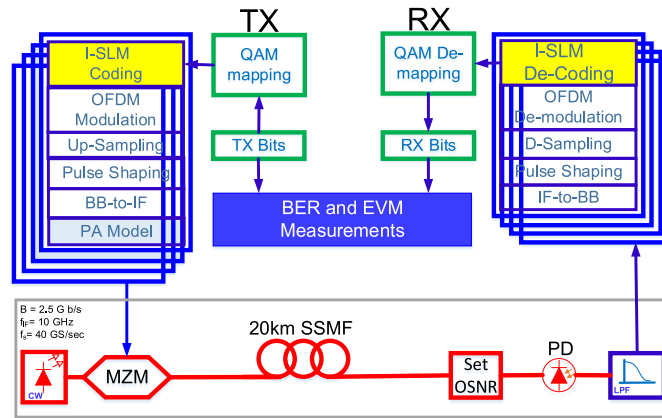 TX
RX
I-SLM
Coding
OFDM
Modulation
Up-Sampling
Pulse Shaping
BB-to-IF
PA Model
QAM
mapping
TX Bits
QAM De-
mapping
RX Bits
BER and EVM
Measurements
I-SLM
De-Coding
OFDM
De-modulation
D-Sampling
Pulse Shaping
IF-to-BB
B = 2.5 G b/s
fIF= 10 GHz
fs= 40 GS/sec
CW
MZM
20km SSMF
Set
OSNR
PD
LPF